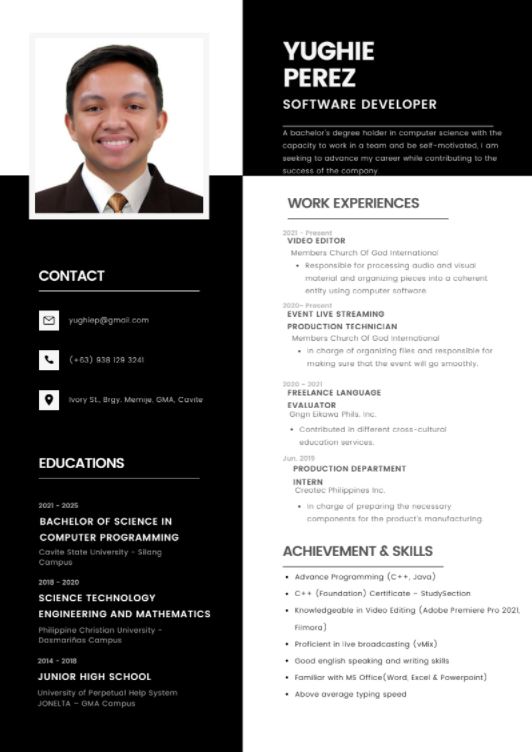 YUGHIE
PEREZ
SOFTWARE DEVELOPER
A bachelor's degree holder in computer science with the
capacity to work in a team and be self-motivated, I am
seeking to advance my career while contributing to the
success of the company.
CONTACT
yughiep@gmail.com
(+63) 938 129 3241
Ivory St., Brgy. Memije, GMA, Cavite
EDUCATIONS
2021 - 2025
BACHELOR OF SCIENCE IN
COMPUTER PROGRAMMING
Cavite State University - Silang
Campus
2018 - 2020
SCIENCE TECHNOLOGY
ENGINEERING AND MATHEMATICS
Philippine Christian University -
Dasmariñas Campus
2014 - 2018
JUNIOR HIGH SCHOOL
University of Perpetual Help System
JONELTA - GMA Campus
WORK EXPERIENCES
2021 - Present
VIDEO EDITOR
Members Church Of God International
• Responsible for processing audio and visual
material and organizing pieces into a coherent
entity using computer software.
2020- Present
EVENT LIVE STREAMING
PRODUCTION TECHNICIAN
Members Church Of God International
• In charge of organizing files and responsible for
making sure that the event will go smoothly.
2020 - 2021
FREELANCE LANGUAGE
EVALUATOR
Gngn Eikawa Phils. Inc.
• Contributed in different cross-cultural
education services.
Jun, 2019
PRODUCTION DEPARTMENT
INTERN
Createc Philippines Inc.
• In charge of preparing the necessary
components for the product's manufacturing.
ACHIEVEMENT & SKILLS
• Advance Programming (C++, Java)
• C++ (Foundation) Certificate - StudySection
• Knowledgeable in Video Editing (Adobe Premiere Pro 2021,
Filmora)
• Proficient in live broadcasting (vMix)
• Good english speaking and writing skills
• Familiar with MS Office(Word, Excel & Powerpoint)
• Above average typing speed